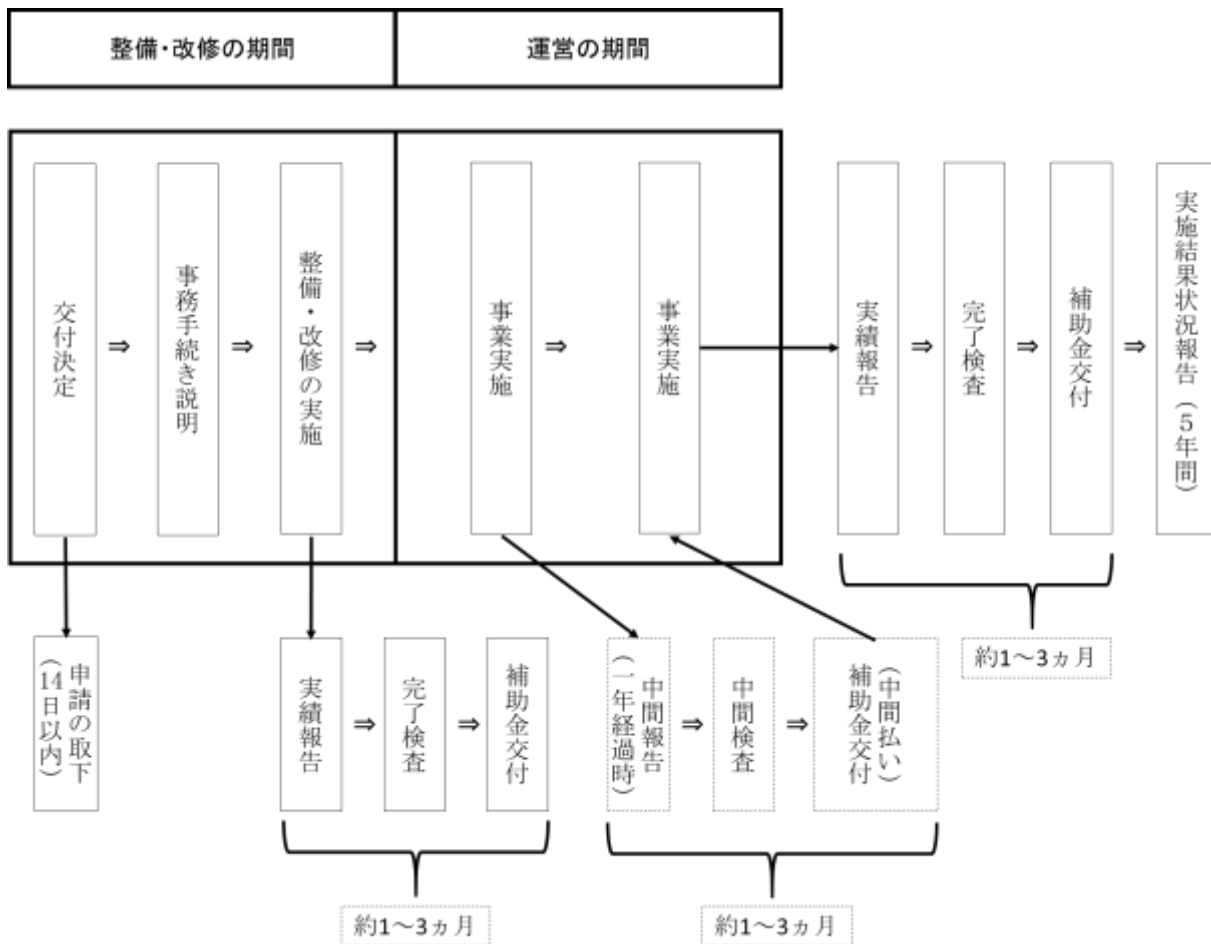 整備・改修の期間
運営の期間
交付決定
⇒
事務手続き説明
⇒
整備・改修の実施
⇒
事業実施
⇒
事業実施
実績報告
⇒
完了検査
⇒
補助金交付
⇒
実施結果状況報告（５年間）
申請の取下
（14日以内）
実績報告
⇒
完了検査
⇒
補助金交付
中間報告
（一年経過時）
⇒
中間検査
⇒
（中間払い）
補助金交付
約1～3ヵ月
約1～3ヵ月
約1～3ヵ月